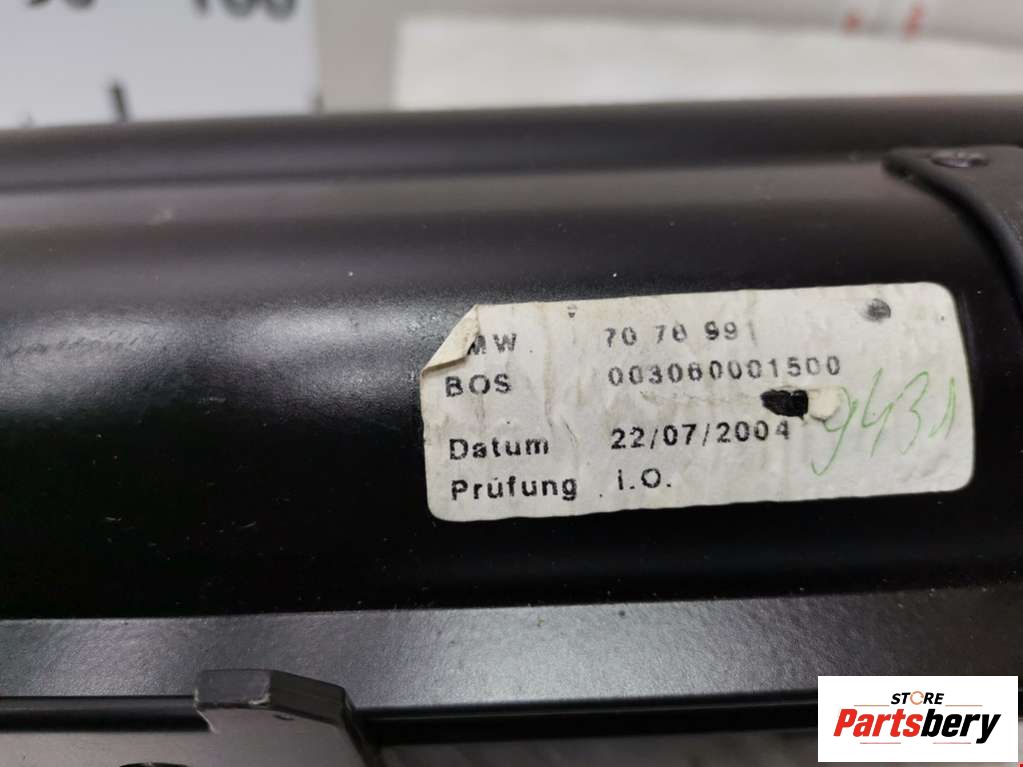 MW 70 70 991
BOS 003060001500
Datum 22/07/2004
Prüfung i.O.
STORE
Partsbery